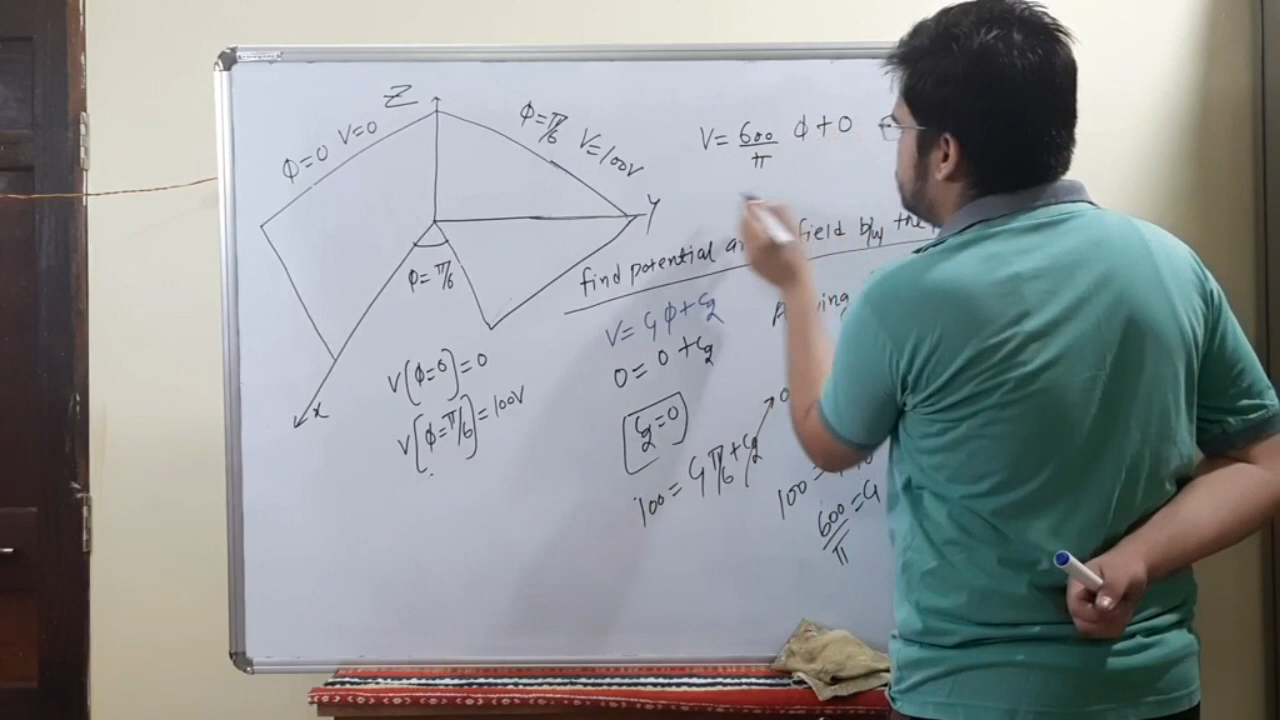 Z
φ=0 V=0
φ=π/6 V=100V
y
x
φ=π/6
V[φ=0]=0
V[φ=π/6]=100V
V=600/π φ+0
find potential field b/w the
V=C1φ+C2
0=0+C2
[C2=0]
100=C1 π/6+C2
0
100=
600/π=C1